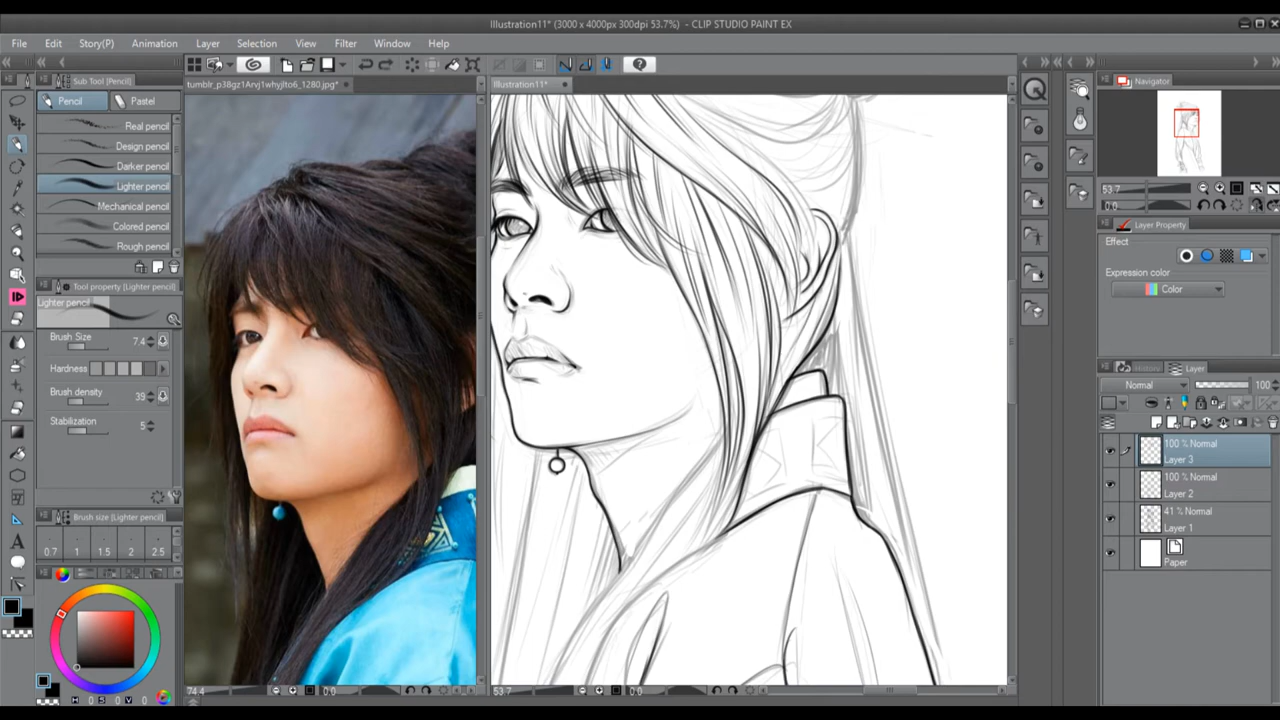 Illustration11* (3000 x 4000px 300dpi 53.7%) - CLIP STUDIO PAINT EX
File Edit Story(P) Animation Layer Selection View Filter Window Help
Sub Tool [Pencil]
Pencil Pastel
Real pencil
Design pencil
Darker pencil
Lighter pencil
Mechanical pencil
Colored pencil
Rough pencil
Tool property [Lighter pencil]
Lighter pencil
Brush Size 7.4
Hardness
Brush density 39
Stabilization 5
Brush size [Lighter pencil]
0.7 1 1.5 2 2.5
H 0 S 0 V 0
tumblr_p38gz1Arvj1whyjlto6_1280.jpg*
74.4 0.0
Illustration11*
53.7 0.0
Navigator
53.7
0.0
Layer Property
Effect
Expression color
Color
History Layer
Normal 100
100 % Normal
Layer 3
100 % Normal
Layer 2
41 % Normal
Layer 1
Paper